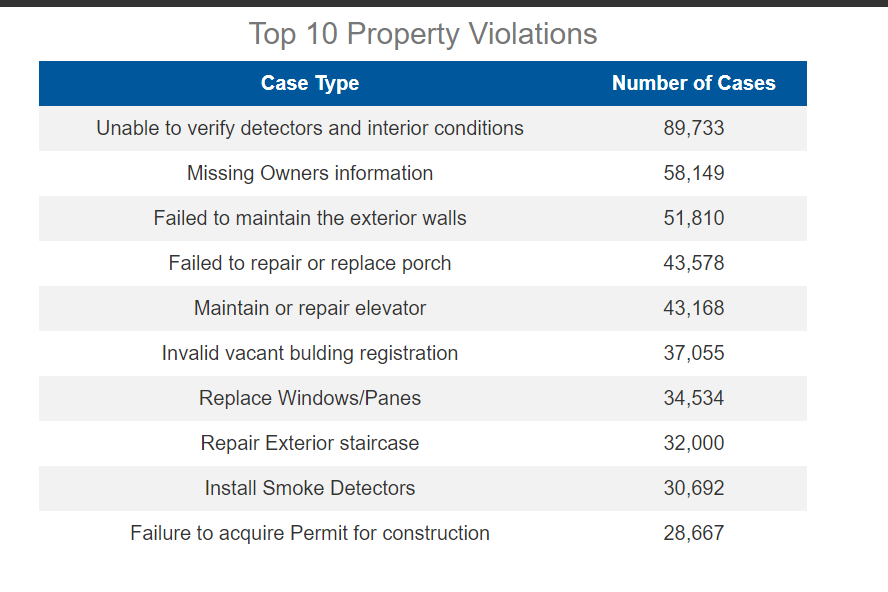 Top 10 Property Violations
Case Type Number of Cases
Unable to verify detectors and interior conditions 89,733
Missing Owners information 58,149
Failed to maintain the exterior walls 51,810
Failed to repair or replace porch 43,578
Maintain or repair elevator 43,168
Invalid vacant bulding registration 37,055
Replace Windows/Panes 34,534
Repair Exterior staircase 32,000
Install Smoke Detectors 30,692
Failure to acquire Permit for construction 28,667